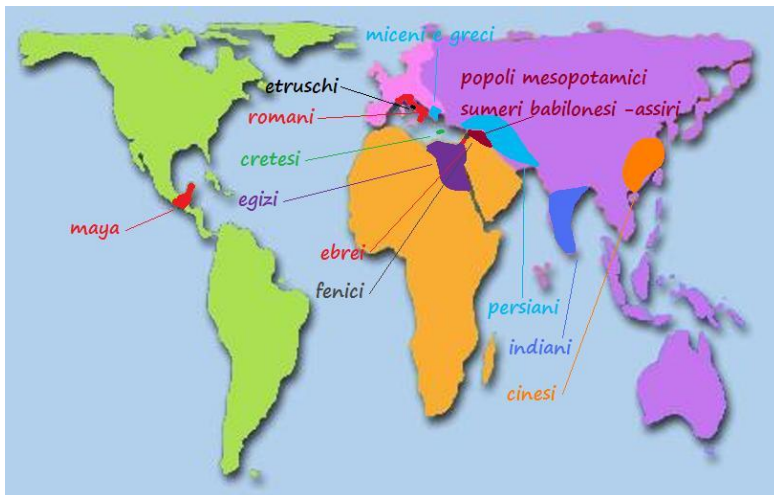 miceni e greci
etruschi
popoli mesopotamici
sumeri babilonesi -assiri
romani
cretesi
egizi
maya
ebrei
fenici
persiani
indiani
cinesi